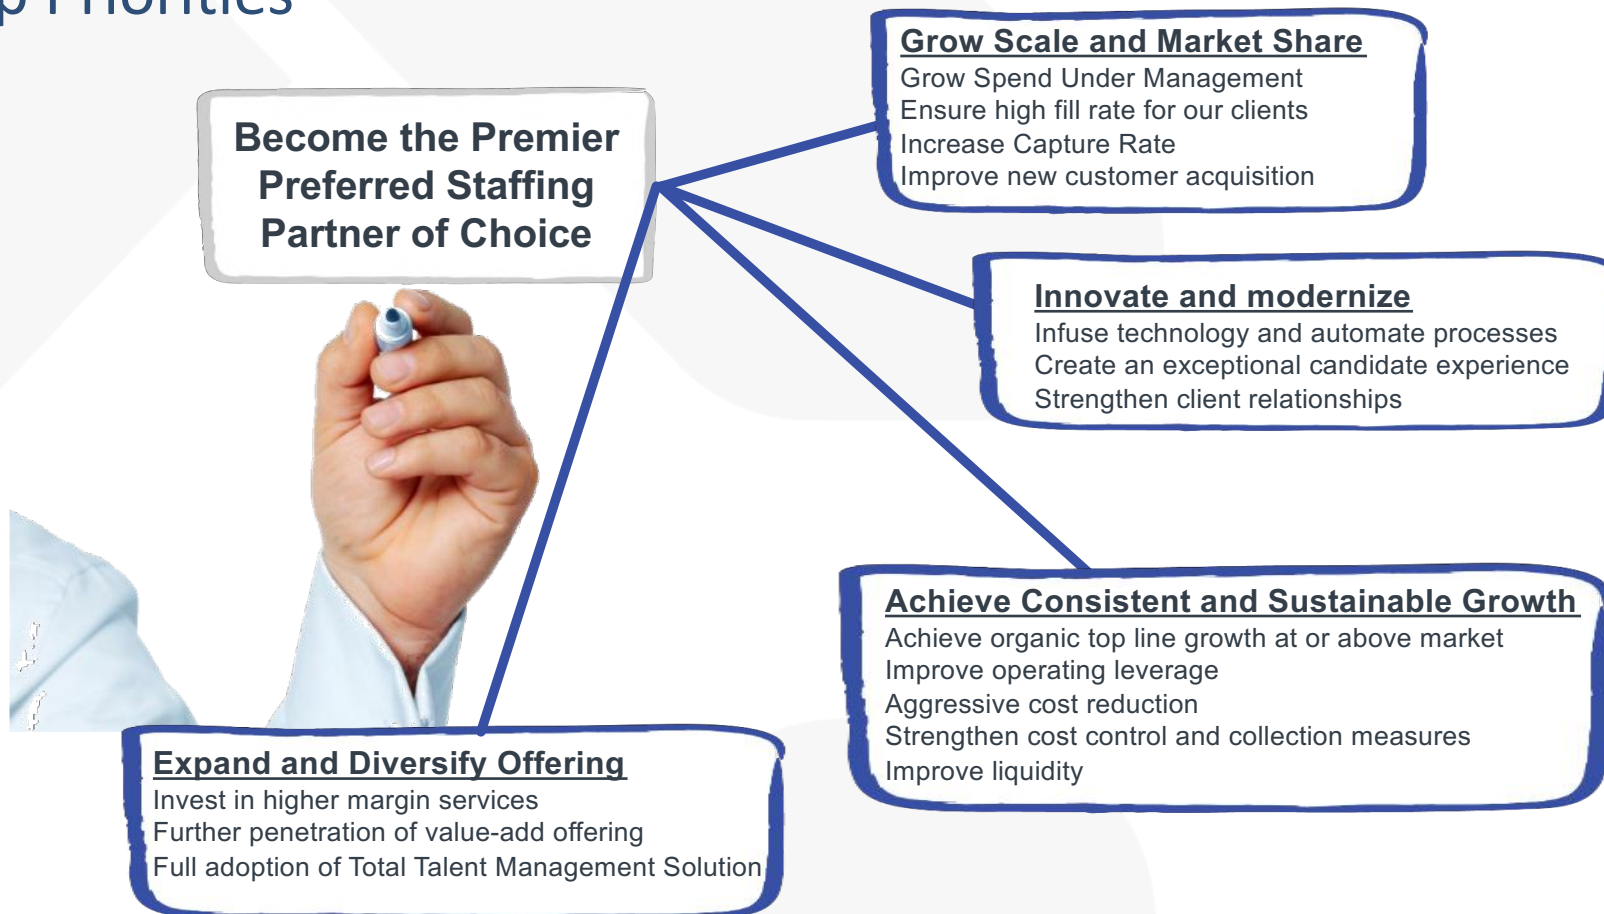 Priorities
Become the Premier
Preferred Staffing
Partner of Choice
Grow Scale and Market Share
Grow Spend Under Management
Ensure high fill rate for our clients
Increase Capture Rate
Improve new customer acquisition
Innovate and modernize
Infuse technology and automate processes
Create an exceptional candidate experience
Strengthen client relationships
Achieve Consistent and Sustainable Growth
Achieve organic top line growth at or above market
Improve operating leverage
Aggressive cost reduction
Strengthen cost control and collection measures
Improve liquidity
Expand and Diversify Offering
Invest in higher margin services
Further penetration of value-add offering
Full adoption of Total Talent Management Solution